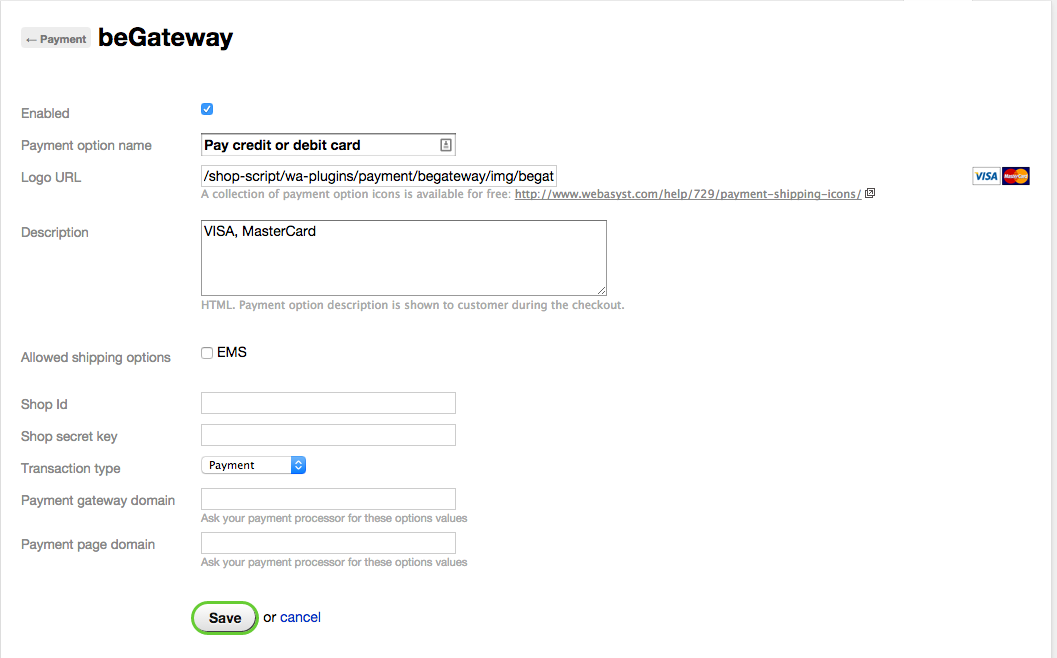 ← Payment beGateway
Enabled
Payment option name Pay credit or debit card
Logo URL /shop-script/wa-plugins/payment/begateway/img/begat VISA MasterCard
A collection of payment option icons is available for free: http://www.webasyst.com/help/729/payment-shipping-icons/
Description VISA, MasterCard
HTML. Payment option description is shown to customer during the checkout.
Allowed shipping options EMS
Shop Id
Shop secret key
Transaction type Payment
Payment gateway domain
Ask your payment processor for these options values
Payment page domain
Ask your payment processor for these options values
Save or cancel